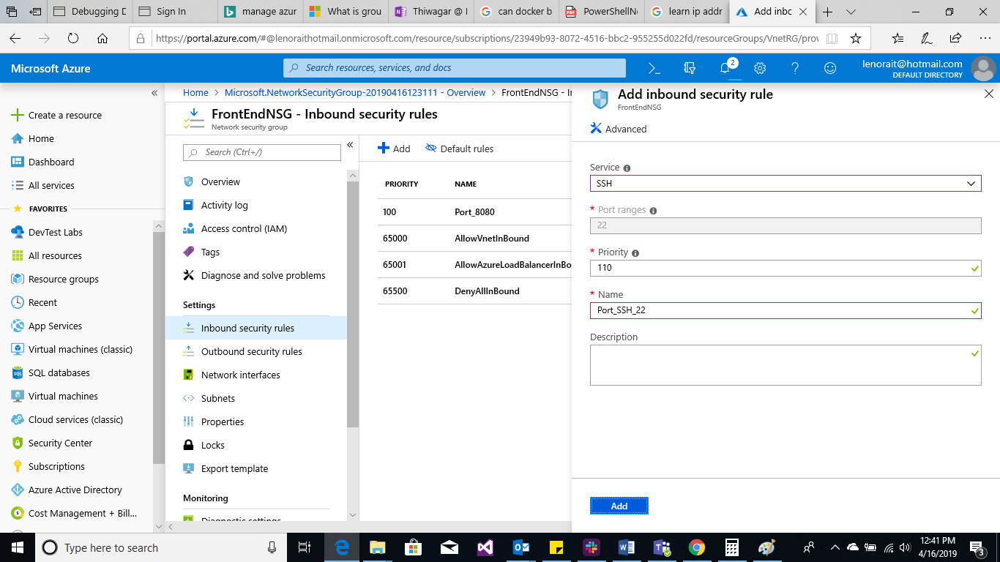 Debugging D
Sign In
manage azur
What is grou
Thiwagar @ I
can docker b
PowerShellNo
learn ip addr
Add inbc
https://portal.azure.com/#@lenoraithotmail.onmicrosoft.com/resource/subscriptions/23949b93-8072-4516-bbc2-955255d022fd/resourceGroups/VnetRG/prov
Microsoft Azure
Search resources, services, and docs
2
lenorait@hotmail.com
DEFAULT DIRECTORY
Create a resource
Home
Dashboard
All services
FAVORITES
DevTest Labs
All resources
Resource groups
Recent
App Services
Virtual machines (classic)
SQL databases
Virtual machines
Cloud services (classic)
Security Center
Subscriptions
Azure Active Directory
Cost Management + Bill...
Home > Microsoft.NetworkSecurityGroup-20190416123111 - Overview > FrontEndNSG - I
FrontEndNSG - Inbound security rules
Network security group
Search (Ctrl+/)
Overview
Activity log
Access control (IAM)
Tags
Diagnose and solve problems
Settings
Inbound security rules
Outbound security rules
Network interfaces
Subnets
Properties
Locks
Export template
Monitoring
Diagnostic settings
Add Default rules
PRIORITY NAME
100 Port_8080
65000 AllowVnetInBound
65001 AllowAzureLoadBalancerInBo
65500 DenyAllInBound
Add inbound security rule
FrontEndNSG
Advanced
Service
SSH
* Port ranges
22
* Priority
110
* Name
Port_SSH_22
Description
Add
Type here to search
12:41 PM
4/16/2019
3